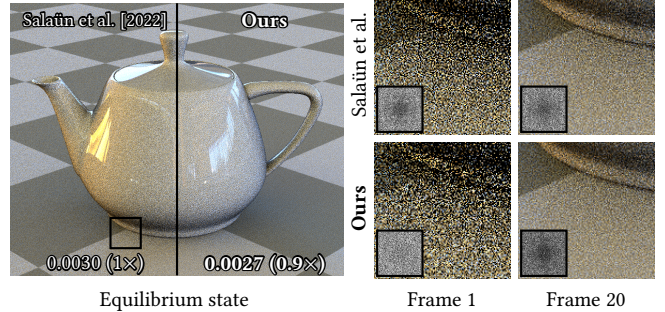 Salaün et al. [2022]
Ours
0.0030 (1×)
0.0027 (0.9×)
Equilibrium state
Salaün et al.
Ours
Frame 1
Frame 20